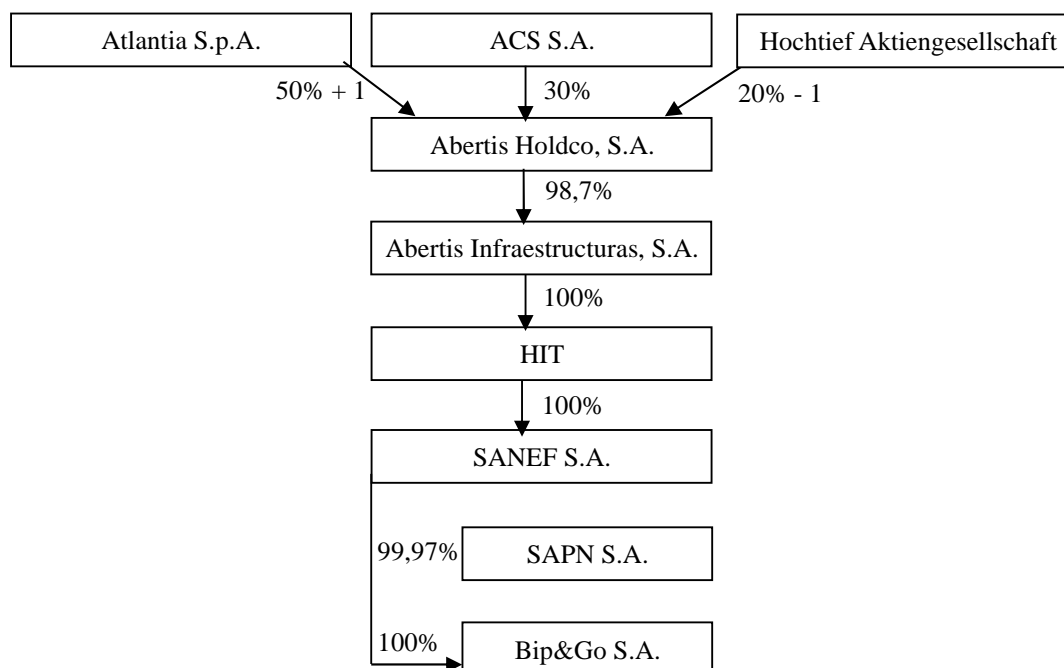 Atlantia S.p.A.
ACS S.A.
Hochtief Aktiengesellschaft
50% + 1
30%
20% - 1
Abertis Holdco, S.A.
98,7%
Abertis Infraestructuras, S.A.
100%
HIT
100%
SANEF S.A.
99,97%
SAPN S.A.
100%
Bip&Go S.A.